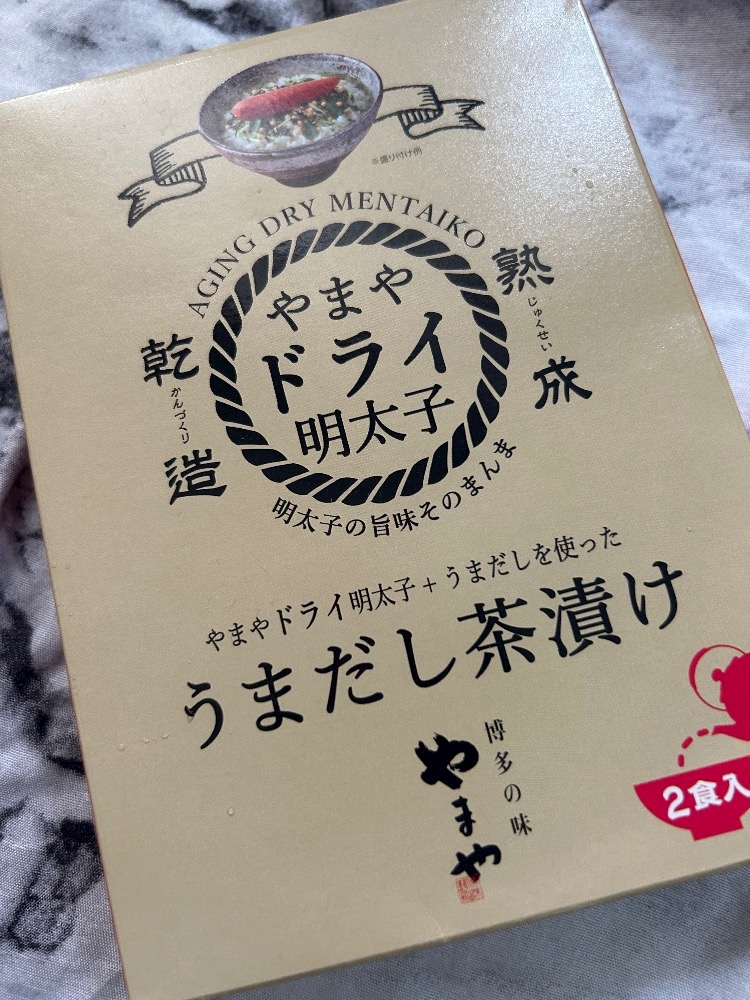 ※盛り付け例
AGING DRY MENTAIKO
熟成
じゅくせい
やまや
ドライ
明太子
乾造
かんづくり
明太子の旨味そのまんま
やまやドライ明太子+うまだしを使った
うまだし茶漬け
博多の味
やまや
2食入